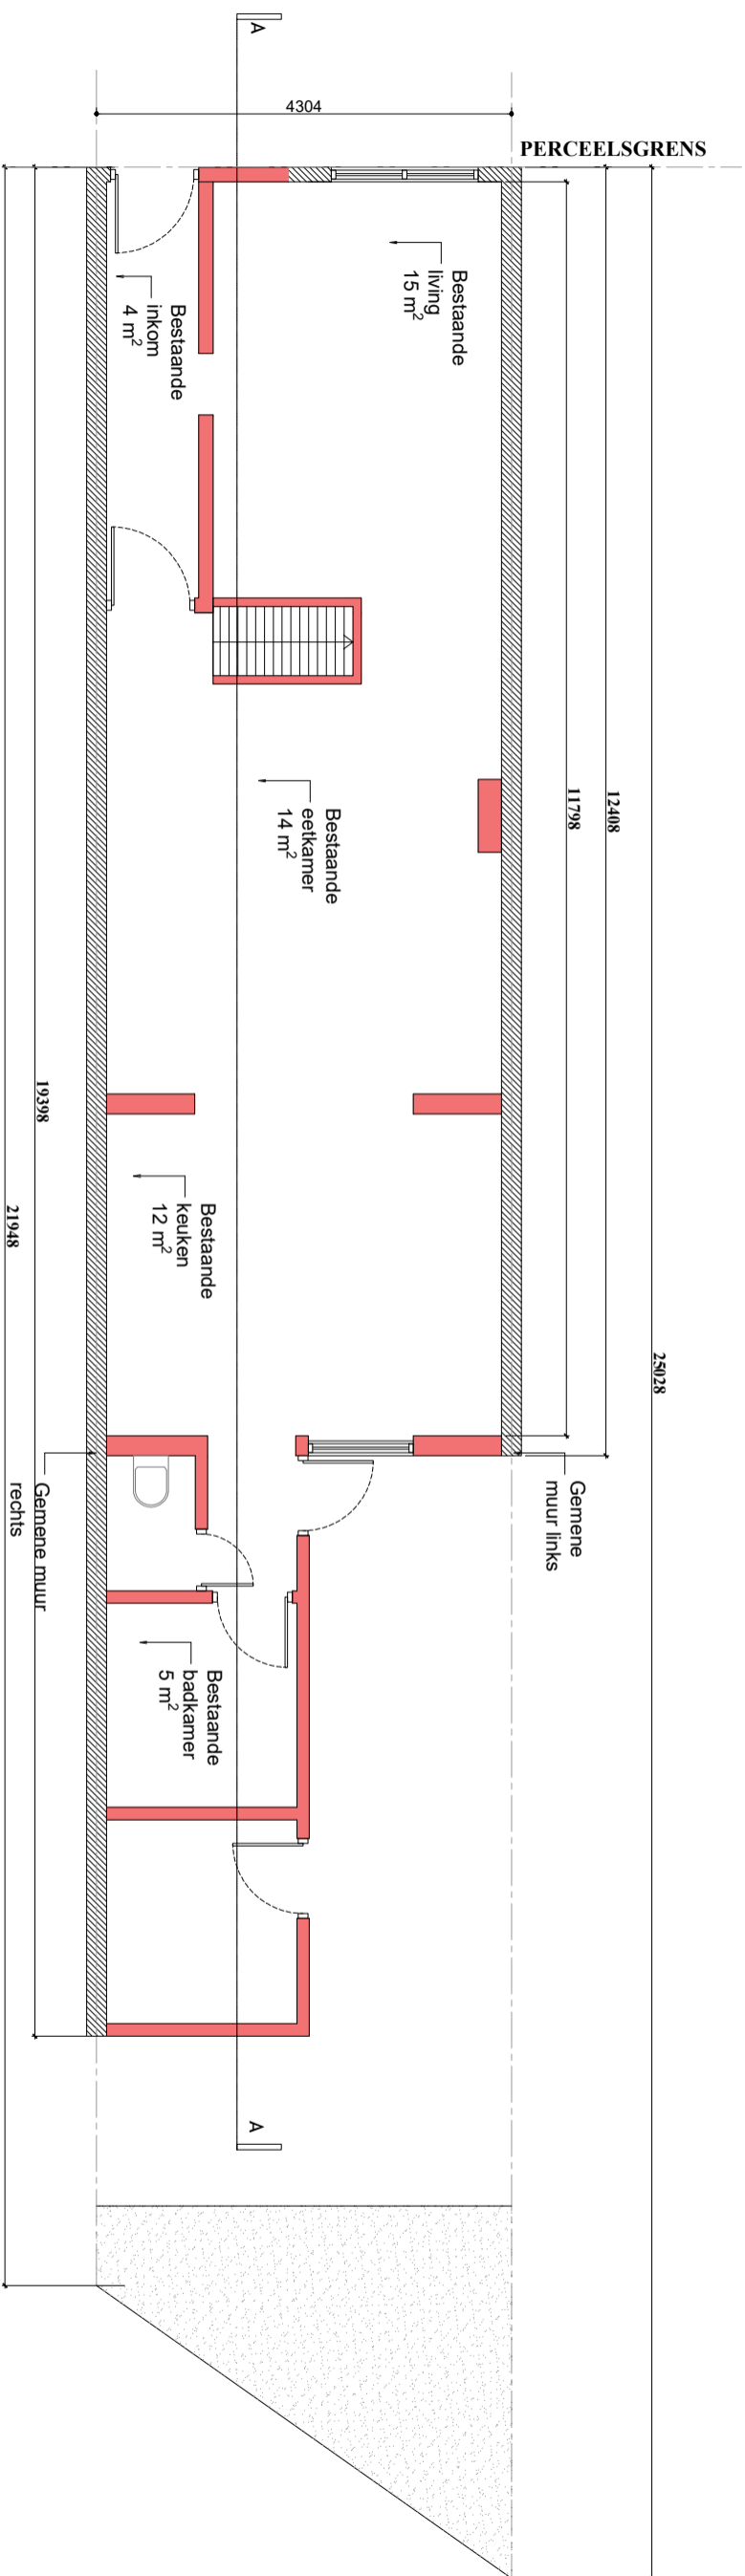 A
4304
PERCEELSGRENS
Bestaande
living
15 m²
Bestaande
inkom
4 m²
Bestaande
eetkamer
14 m²
11798
12408
19398
21948
25028
Bestaande
keuken
12 m²
Gemene
muur links
Gemene muur
rechts
Bestaande
badkamer
5 m²
A